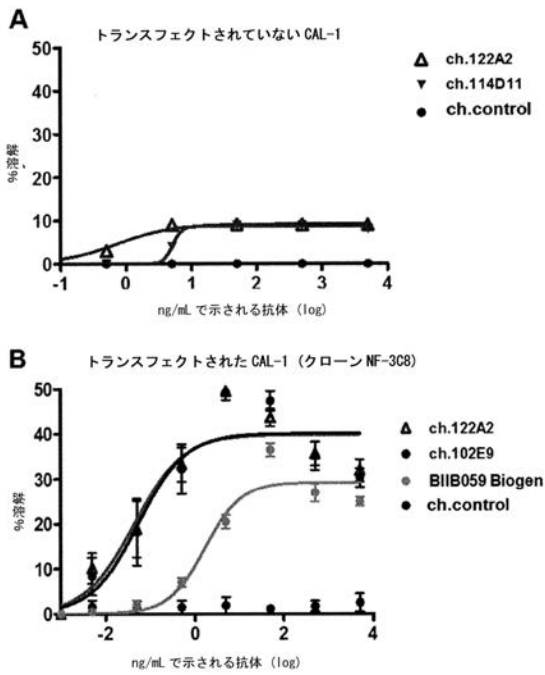 A
トランスフェクトされていない CAL-1
50
40
30
20
10
0
%溶解
-1 0 1 2 3 4
ng/mL で示される抗体 (log)
ch.122A2
ch.114D11
ch.control
B
トランスフェクトされた CAL-1 (クローン NF-3C8)
50
40
30
20
10
0
%溶解
-2 0 2 4
ng/mL で示される抗体 (log)
ch.122A2
ch.102E9
BIIB059 Biogen
ch.control